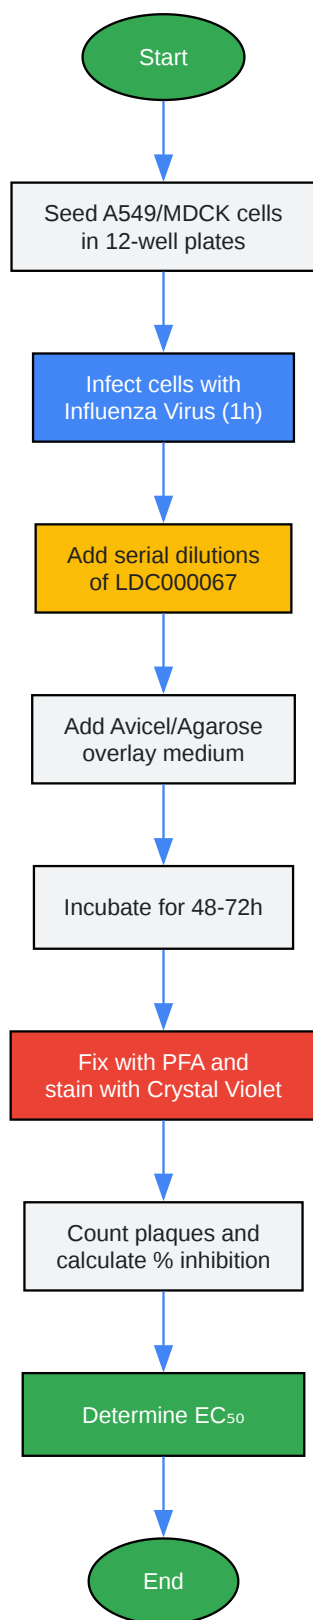 Start
Seed A549/MDCK cells
in 12-well plates
Infect cells with
Influenza Virus (1h)
Add serial dilutions
of LDC000067
Add Avicel/Agarose
overlay medium
Incubate for 48-72h
Fix with PFA and
stain with Crystal Violet
Count plaques and
calculate % inhibition
Determine EC₅₀
End